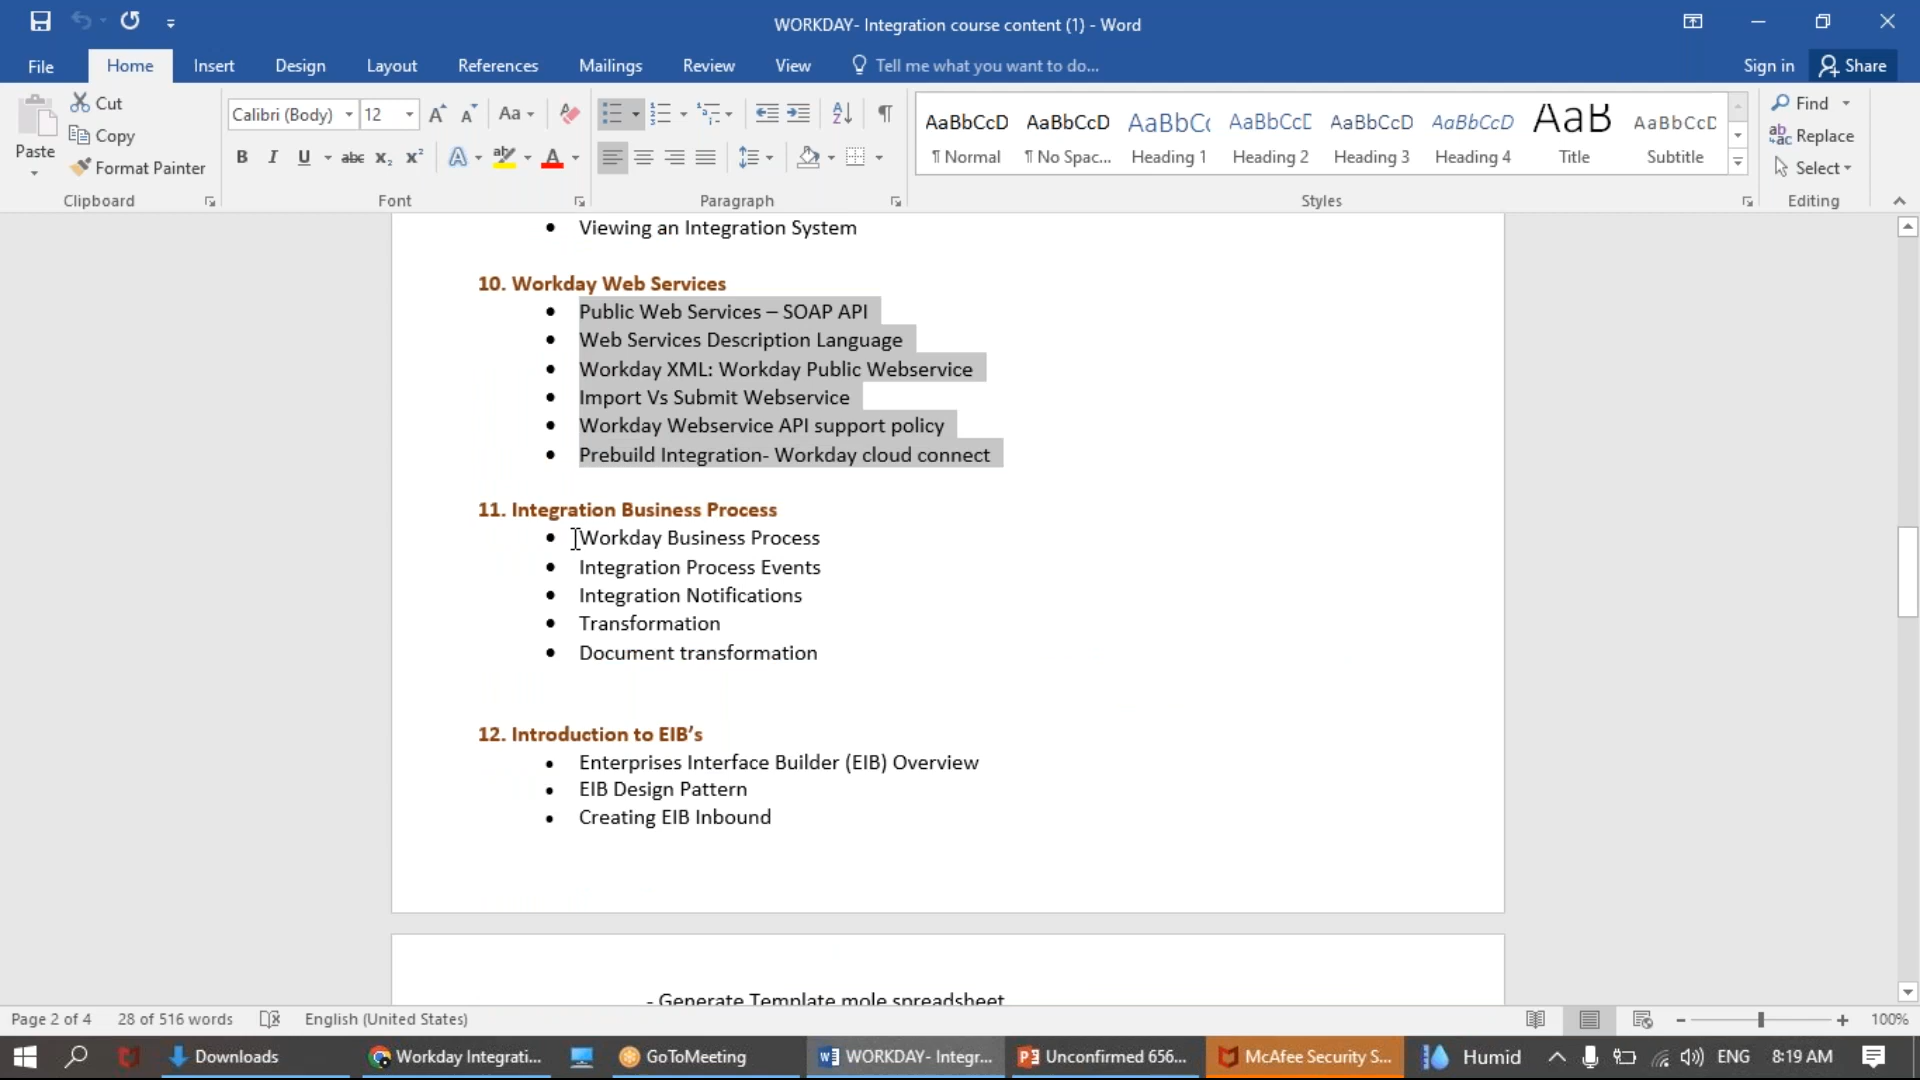 WORKDAY- Integration course content (1) - Word
File Home Insert Design Layout References Mailings Review View Tell me what you want to do... Sign in Share
Paste
Cut
Copy
Format Painter
Clipboard
Calibri (Body) 12
Font
Paragraph
AaBbCcD AaBbCcD AaBbC AaBbCcD AaBbCcD AaBbCcD AaB AaBbCcD
¶ Normal ¶ No Spac... Heading 1 Heading 2 Heading 3 Heading 4 Title Subtitle
Styles
Find
Replace
Select
Editing
• Viewing an Integration System
10. Workday Web Services
• Public Web Services – SOAP API
• Web Services Description Language
• Workday XML: Workday Public Webservice
• Import Vs Submit Webservice
• Workday Webservice API support policy
• Prebuild Integration- Workday cloud connect
11. Integration Business Process
• Workday Business Process
• Integration Process Events
• Integration Notifications
• Transformation
• Document transformation
12. Introduction to EIB’s
• Enterprises Interface Builder (EIB) Overview
• EIB Design Pattern
• Creating EIB Inbound
- Generate Template mole spreadsheet
Page 2 of 4 28 of 516 words English (United States) 100%
Downloads Workday Integrati... GoToMeeting WORKDAY- Integr... Unconfirmed 656... McAfee Security S... Humid ENG 8:19 AM